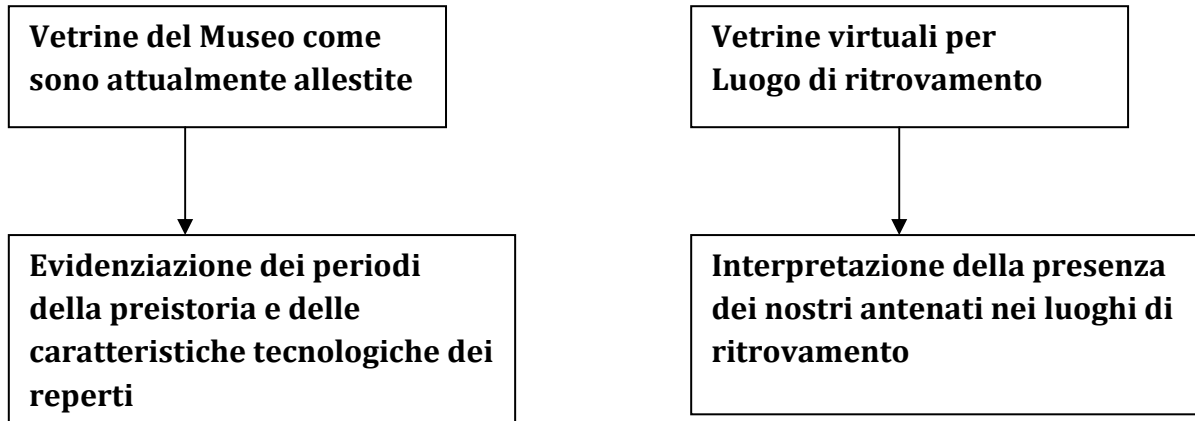 Vetrine del Museo come
sono attualmente allestite
Vetrine virtuali per
Luogo di ritrovamento
Evidenziazione dei periodi
della preistoria e delle
caratteristiche tecnologiche dei
reperti
Interpretazione della presenza
dei nostri antenati nei luoghi di
ritrovamento